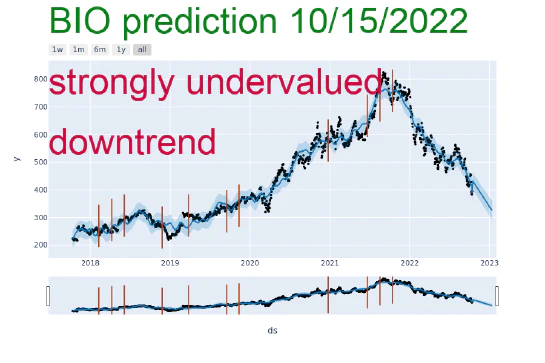 BIO prediction 10/15/2022
1w 1m 6m 1y all
strongly undervalued
downtrend
800
700
600
500
400
300
200
y
2018 2019 2020 2021 2022 2023
ds